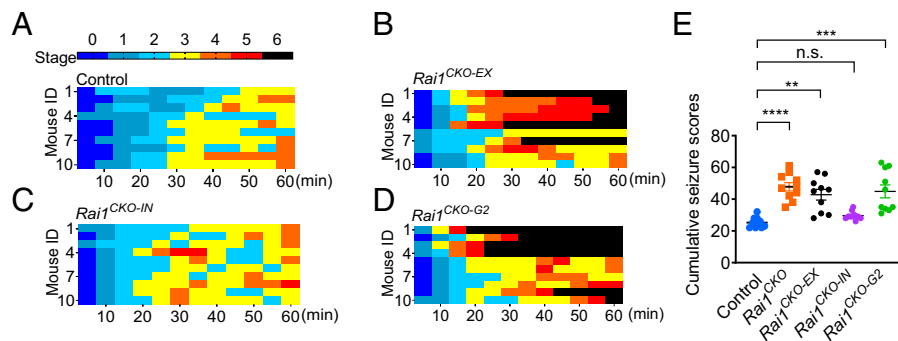 A
0 1 2 3 4 5 6
Stage
Control
Mouse ID
1
4
7
10
10 20 30 40 50 60 (min)
B
Rai1CKO-EX
Mouse ID
1
4
7
10
10 20 30 40 50 60 (min)
C
Rai1CKO-IN
Mouse ID
1
4
7
10
10 20 30 40 50 60 (min)
D
Rai1CKO-G2
Mouse ID
1
4
7
10
10 20 30 40 50 60 (min)
E
***
n.s.
**
****
Cumulative seizure scores
80
60
40
20
0
Control
Rai1CKO
Rai1CKO-EX
Rai1CKO-IN
Rai1CKO-G2